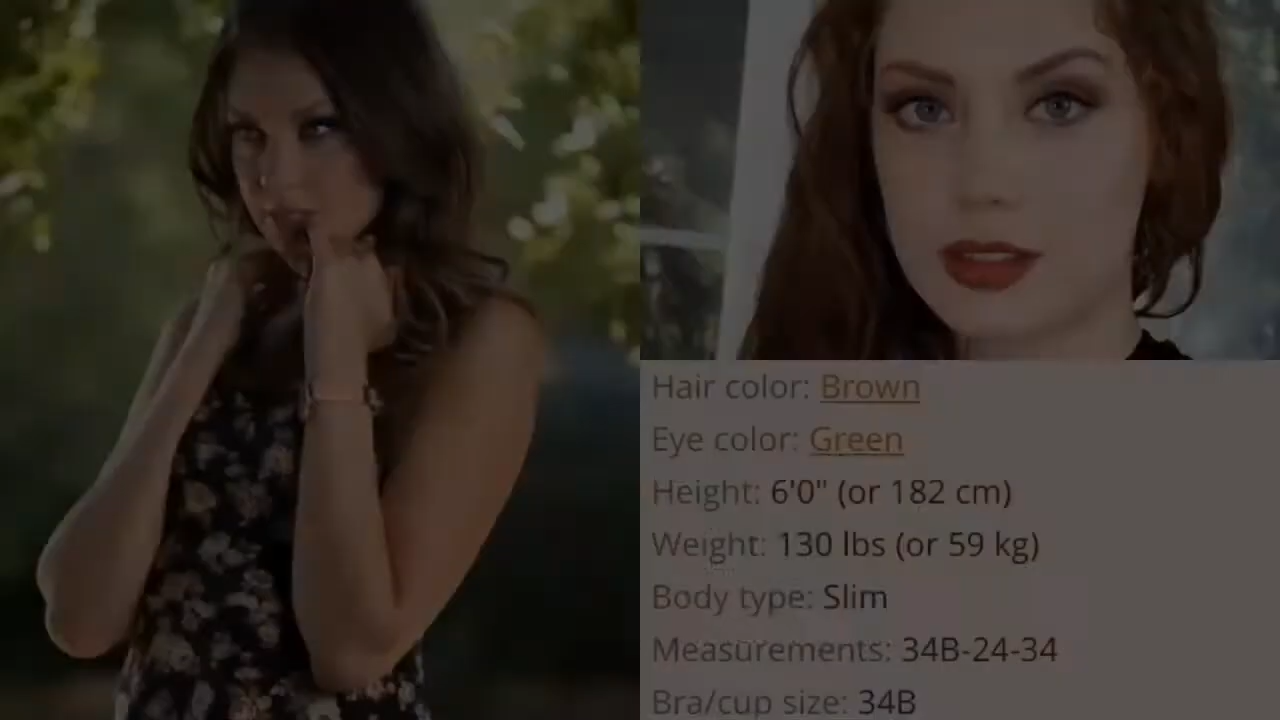 Hair color: Brown
Eye color: Green
Height: 6'0" (or 182 cm)
Weight: 130 lbs (or 59 kg)
Body type: Slim
Measurements: 34B-24-34
Bra/cup size: 34B